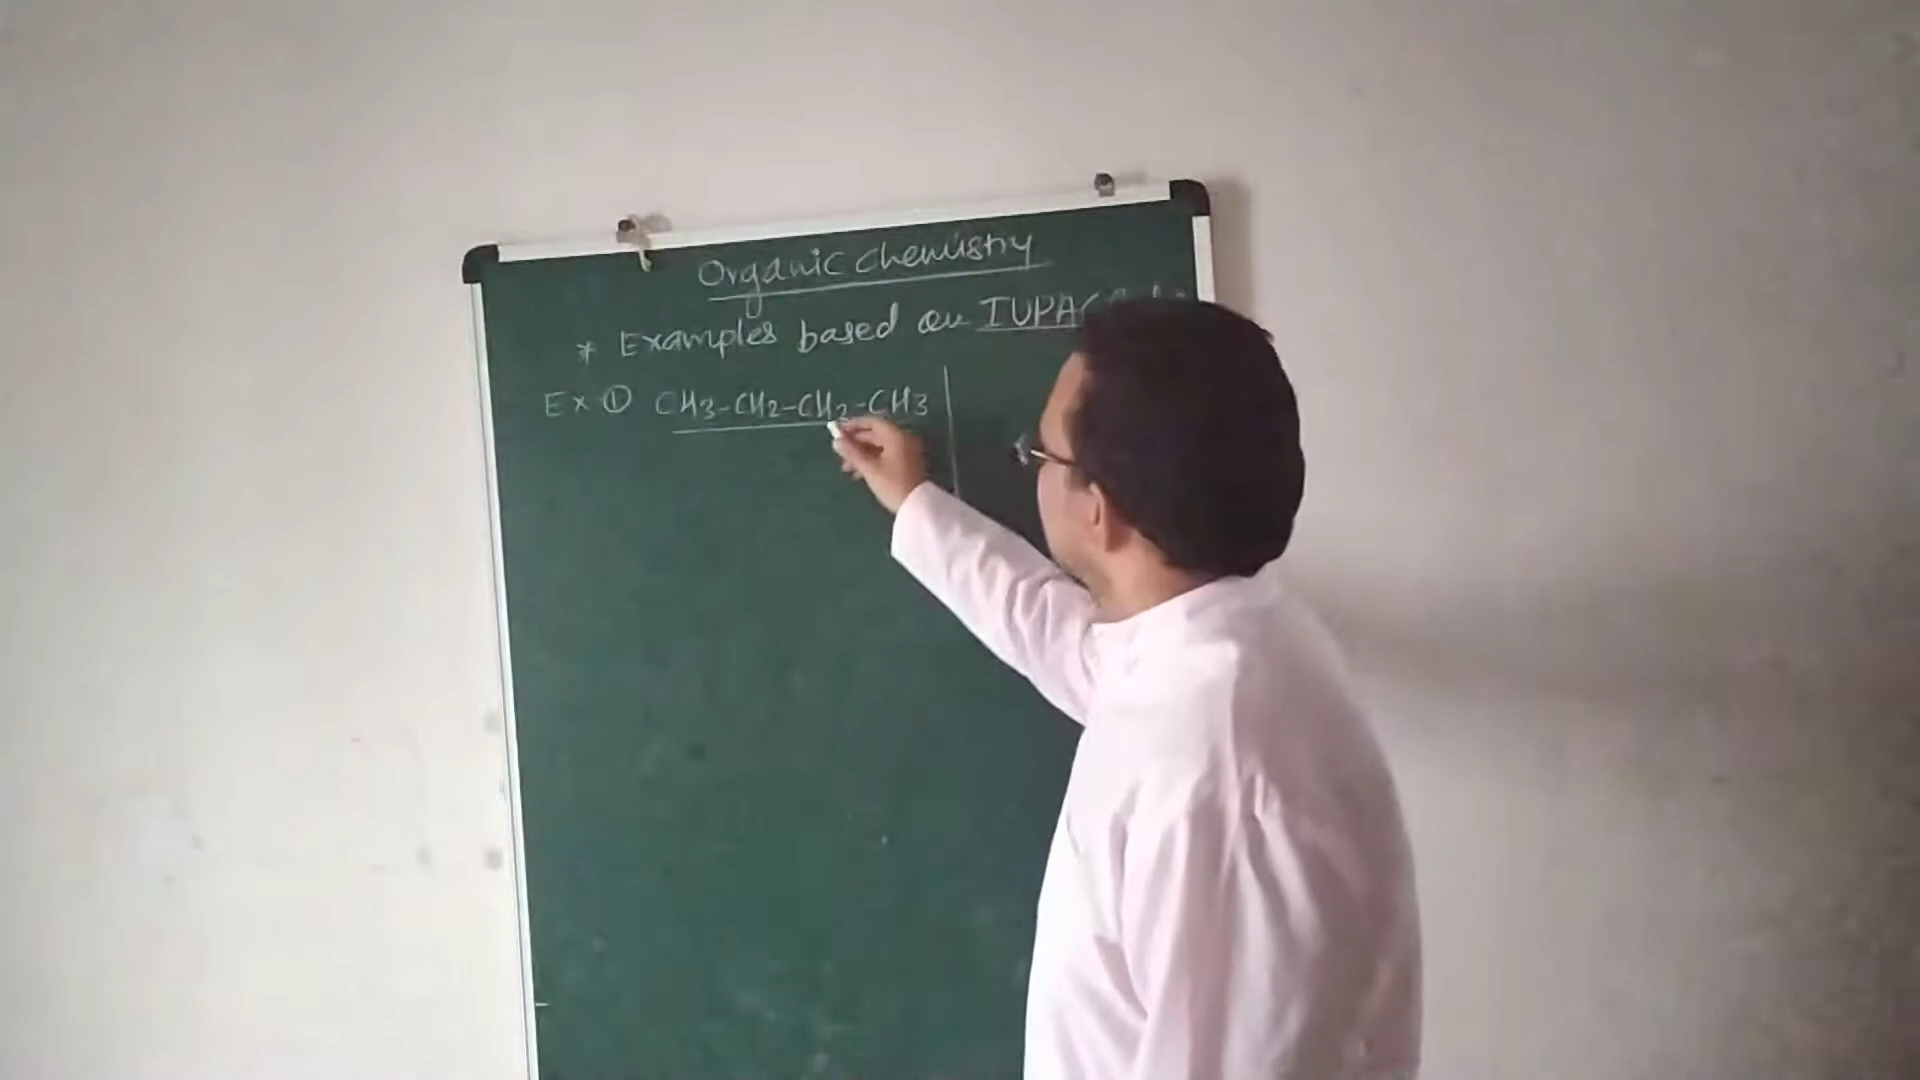 Organic chemistry
* Examples based on IUPAC
Ex ① CH3-CH2-CH2-CH3